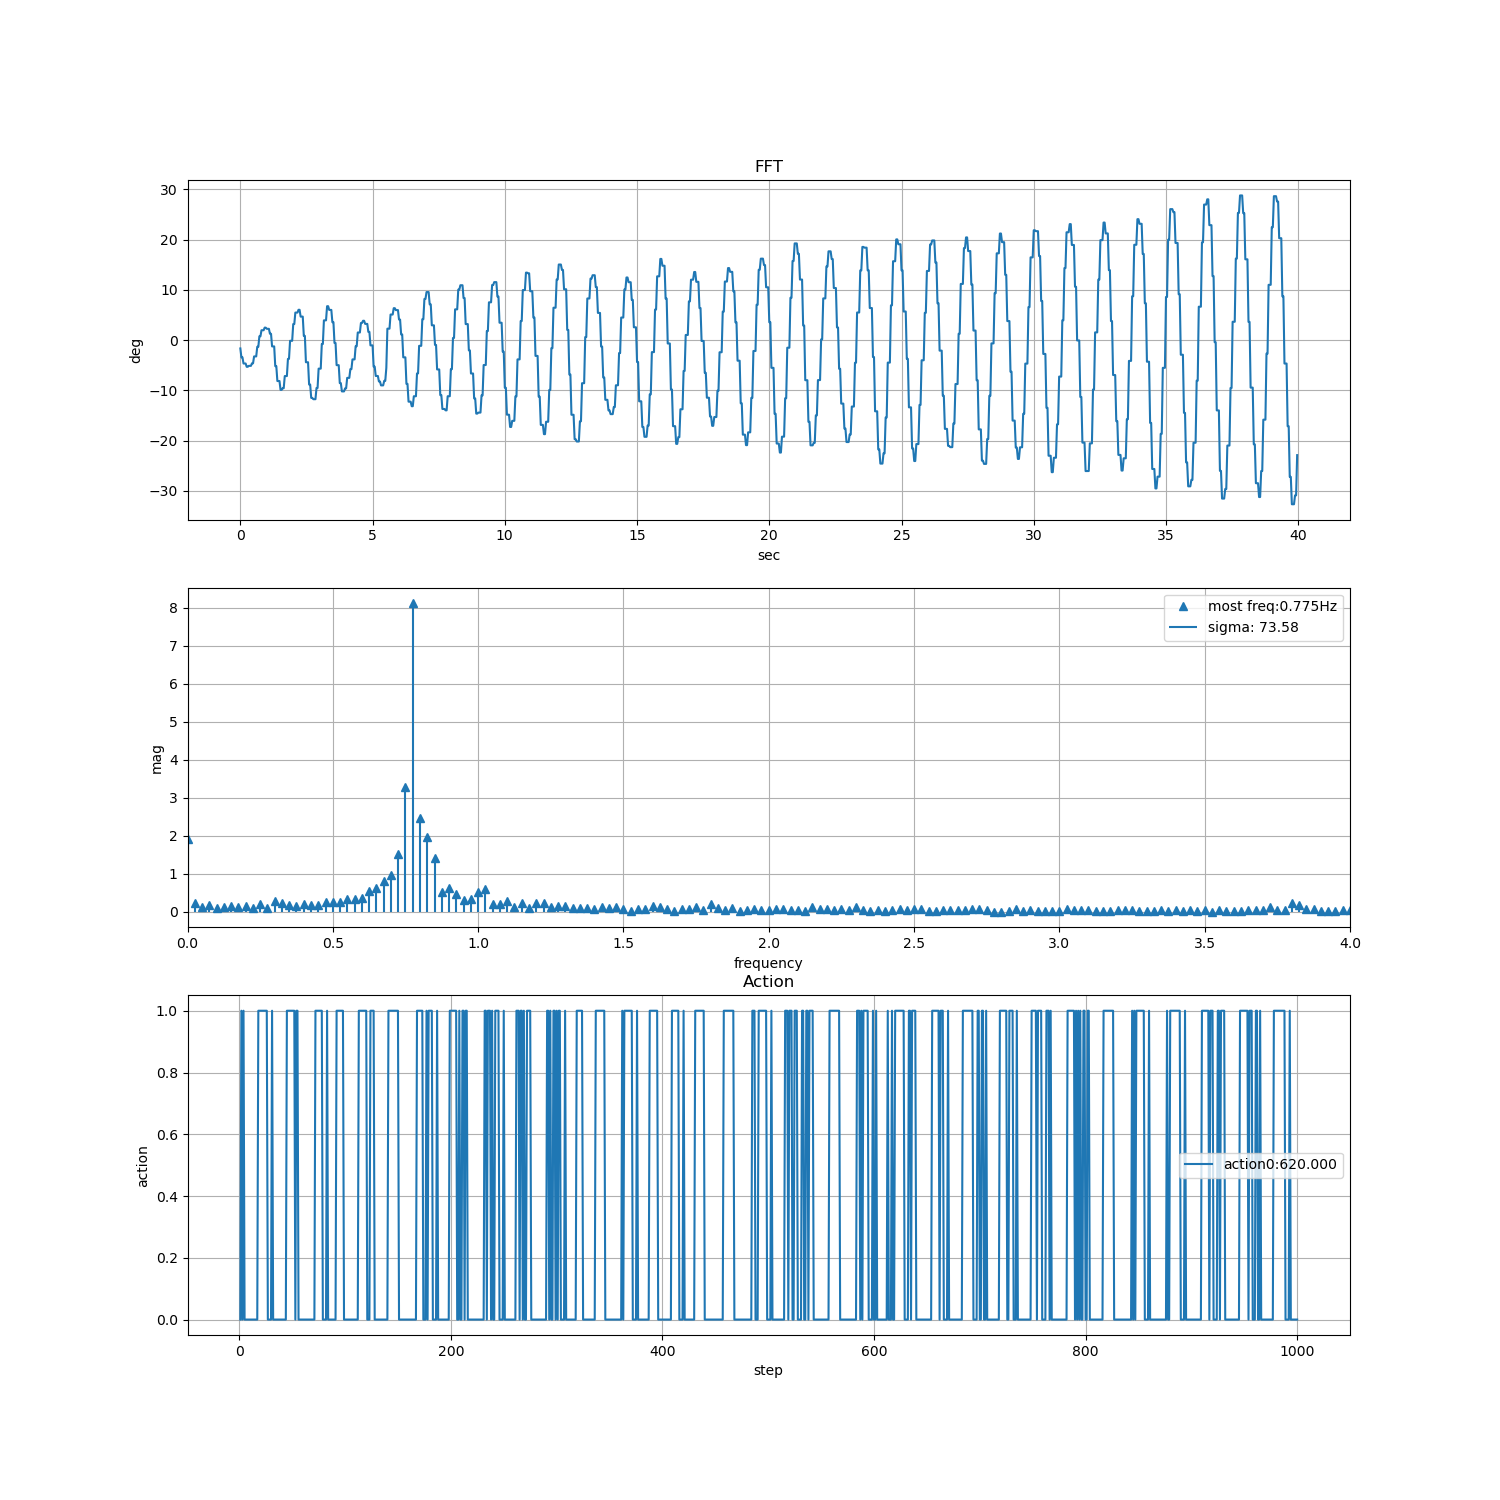 FFT
30
20
10
0
−10
−20
−30
deg
0 5 10 15 20 25 30 35 40
sec
8
7
6
5
4
3
2
1
0
mag
most freq:0.775Hz
sigma: 73.58
0.0 0.5 1.0 1.5 2.0 2.5 3.0 3.5 4.0
frequency
Action
1.0
0.8
0.6
0.4
0.2
0.0
action
action0:620.000
0 200 400 600 800 1000
step